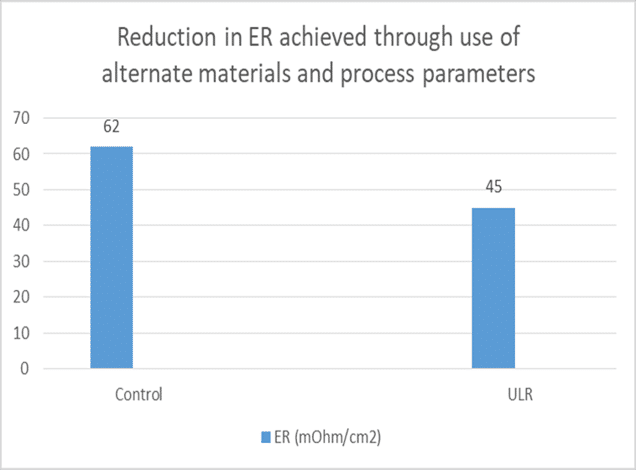 Reduction in ER achieved through use of
alternate materials and process parameters
70
60
50
40
30
20
10
0
62
45
Control
ULR
ER (mOhm/cm2)